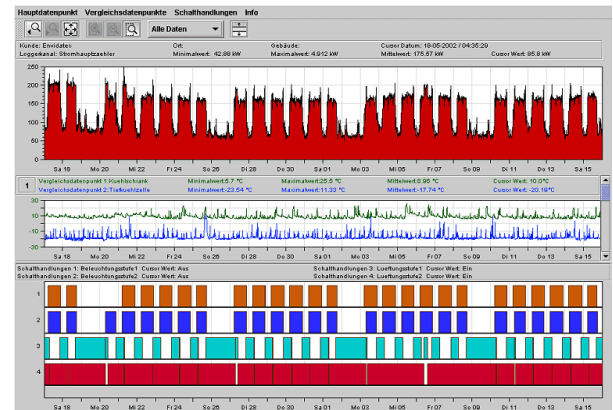 Hauptdatenpunkt Vergleichsdatenpunkte Schalthandlungen Info
Alle Daten
Kunde: Envidatex Ort: Gebäude: Cursor Datum: 18-05-2002 / 04:35:29
Loggerkanal: Stromhauptzaehler Minimalwert: 42.88 kW Maximalwert: 4.912 kW Mittelwert: 175.57 kW Cursor Wert: 85.8 kW
250
200
150
100
50
0
Sa 18 Mo 20 Mi 22 Fr 24 So 26 Di 28 Do 30 Sa 01 Mo 03 Mi 05 Fr 07 So 09 Di 11 Do 13 Sa 15
1 Vergleichsdatenpunkt 1:Kuehlschrank Minimalwert:5.7 °C Maximalwert:25.6 °C Mittelwert:8.96 °C Cursor Wert: 10.0°C
Vergleichsdatenpunkt 2:Tiefkuehlzelle Minimalwert:-23.54 °C Maximalwert:11.33 °C Mittelwert:-17.74 °C Cursor Wert: -20.19°C
30
10
-10
-30
Sa 18 Mo 20 Mi 22 Fr 24 So 26 Di 28 Do 30 Sa 01 Mo 03 Mi 05 Fr 07 So 09 Di 11 Do 13 Sa 15
Schalthandlungen 1: Beleuchtungstufe1 Cursor Wert: Aus Schalthandlungen 3: Lueftungstufe1 Cursor Wert: Ein
Schalthandlungen 2: Beleuchtungstufe2 Cursor Wert: Aus Schalthandlungen 4: Lueftungstufe2 Cursor Wert: Ein
1
2
3
4
Sa 18 Mo 20 Mi 22 Fr 24 So 26 Di 28 Do 30 Sa 01 Mo 03 Mi 05 Fr 07 So 09 Di 11 Do 13 Sa 15